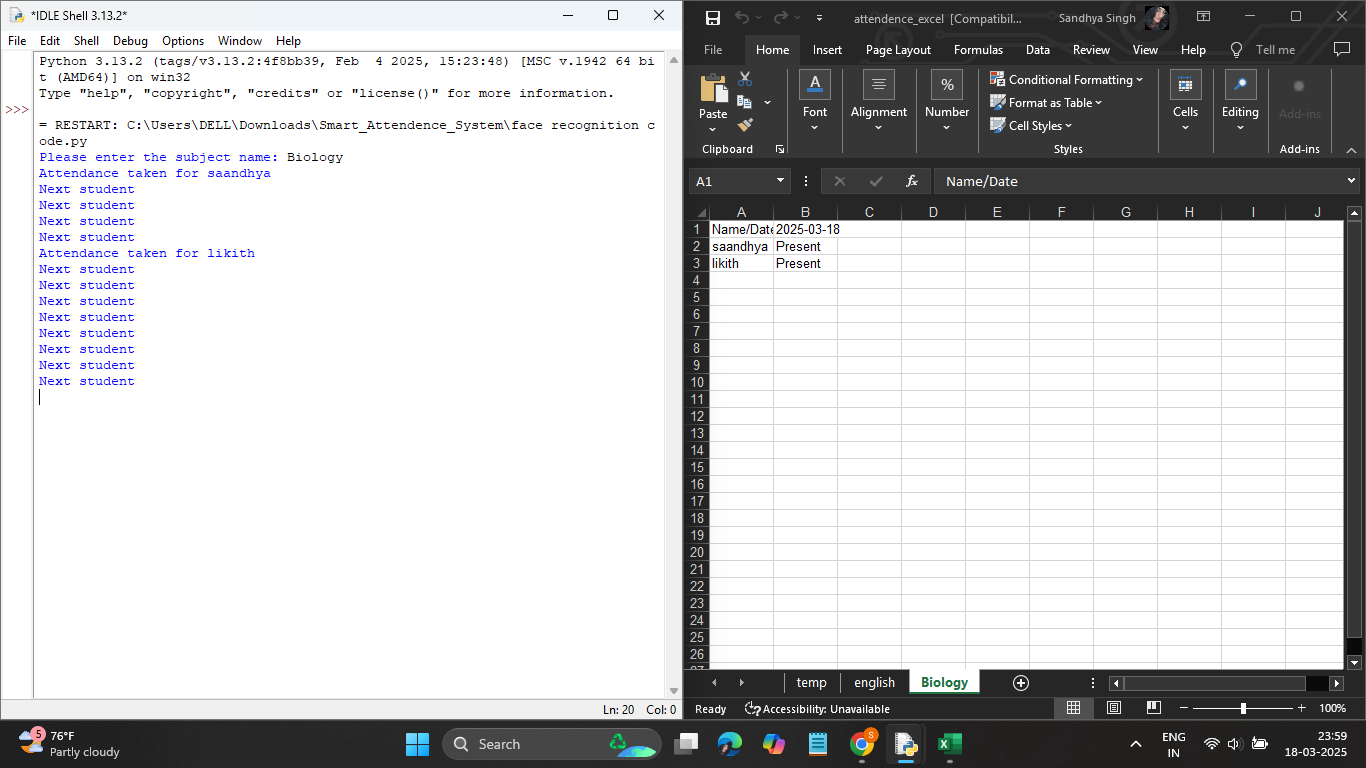 *IDLE Shell 3.13.2*
File Edit Shell Debug Options Window Help
Python 3.13.2 (tags/v3.13.2:4f8bb39, Feb  4 2025, 15:23:48) [MSC v.1942 64 bi
t (AMD64)] on win32
Type "help", "copyright", "credits" or "license()" for more information.
>>>
= RESTART: C:\Users\DELL\Downloads\Smart_Attendence_System\face recognition c
ode.py
Please enter the subject name: Biology
Attendance taken for saandhya
Next student
Next student
Next student
Next student
Attendance taken for likith
Next student
Next student
Next student
Next student
Next student
Next student
Next student
Next student
Ln: 20 Col: 0
attendence_excel [Compatibil... Sandhya Singh
File Home Insert Page Layout Formulas Data Review View Help Tell me
Paste
Clipboard
A
Font
Alignment
%
Number
Conditional Formatting
Format as Table
Cell Styles
Styles
Cells
Editing
Add-ins
Add-ins
A1 fx Name/Date
A B C D E F G H I J
1 Name/Date 2025-03-18
2 saandhya Present
3 likith Present
4
5
6
7
8
9
10
11
12
13
14
15
16
17
18
19
20
21
22
23
24
25
26
27
temp english Biology
Ready Accessibility: Unavailable 100%
5 76°F
Partly cloudy
Search
S
ENG
IN
23:59
18-03-2025